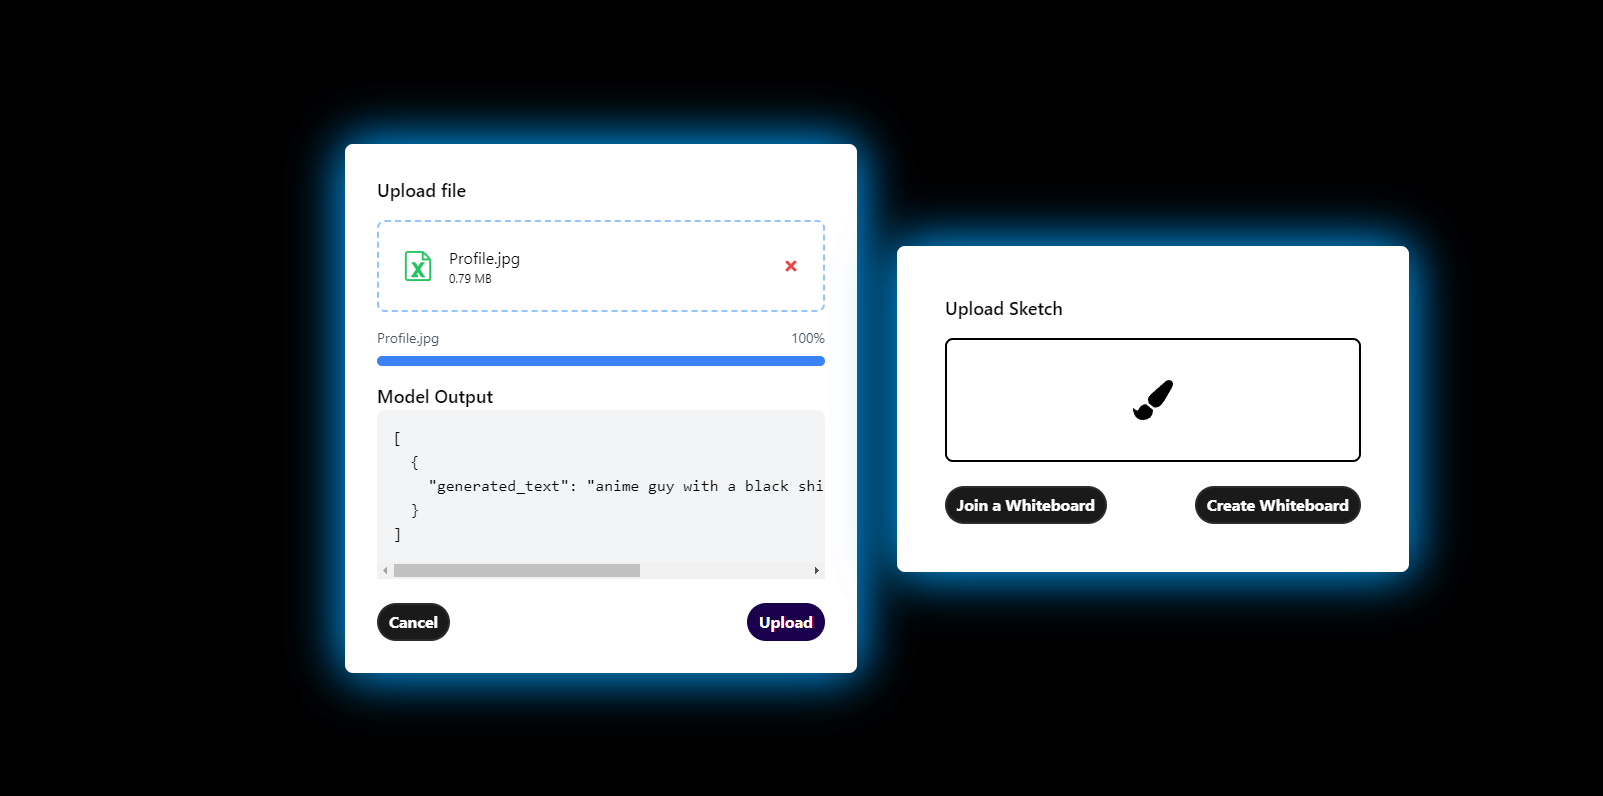 Upload file
Profile.jpg
0.79 MB
Profile.jpg 100%
Model Output
[
{
"generated_text": "anime guy with a black shi
}
]
Cancel
Upload
Upload Sketch
Join a Whiteboard
Create Whiteboard